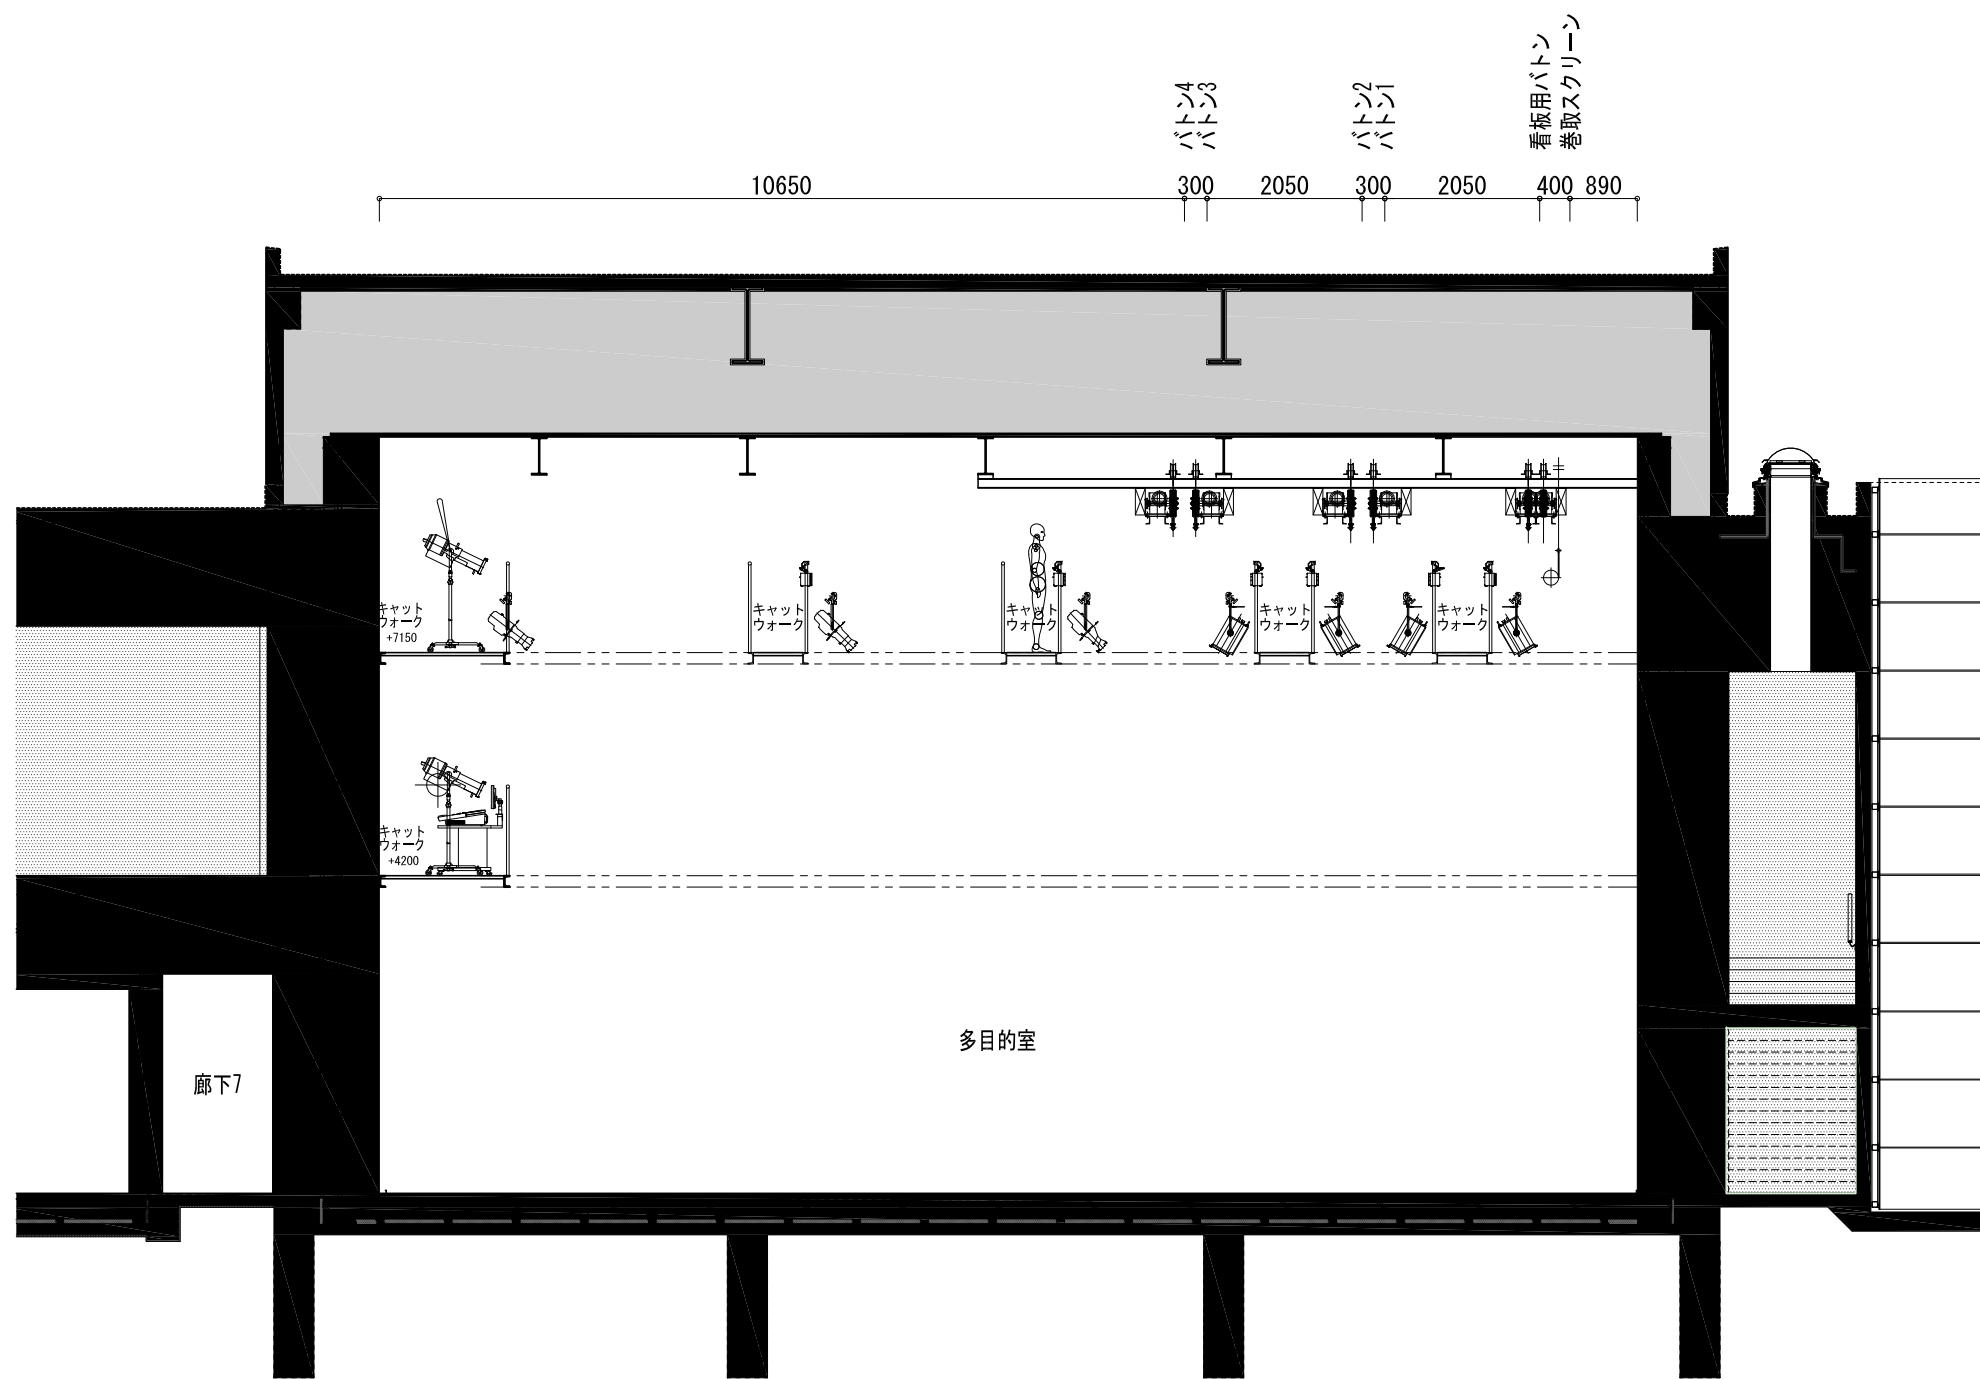 バトン4
バトン3
バトン2
バトン1
看板用バトン
巻取スクリーン
10650
300
2050
300
2050
400
890
キャット
ウォーク
+7150
キャット
ウォーク
キャット
ウォーク
キャット
ウォーク
キャット
ウォーク
キャット
ウォーク
+4200
多目的室
廊下7